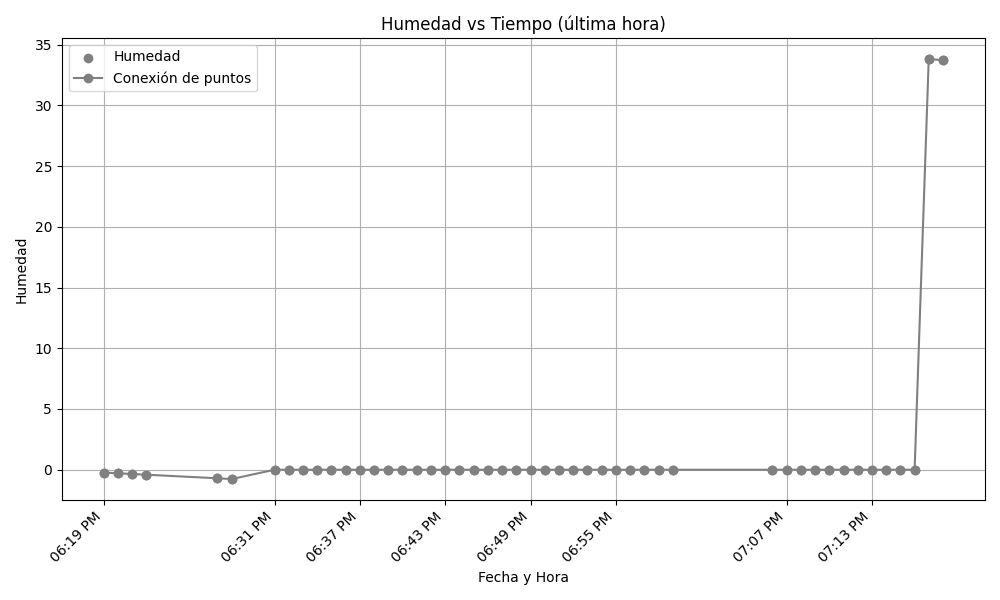 Humedad vs Tiempo (última hora)
Humedad
Conexión de puntos
35
30
25
20
15
10
5
0
Humedad
06:19 PM
06:31 PM
06:37 PM
06:43 PM
06:49 PM
06:55 PM
07:07 PM
07:13 PM
Fecha y Hora